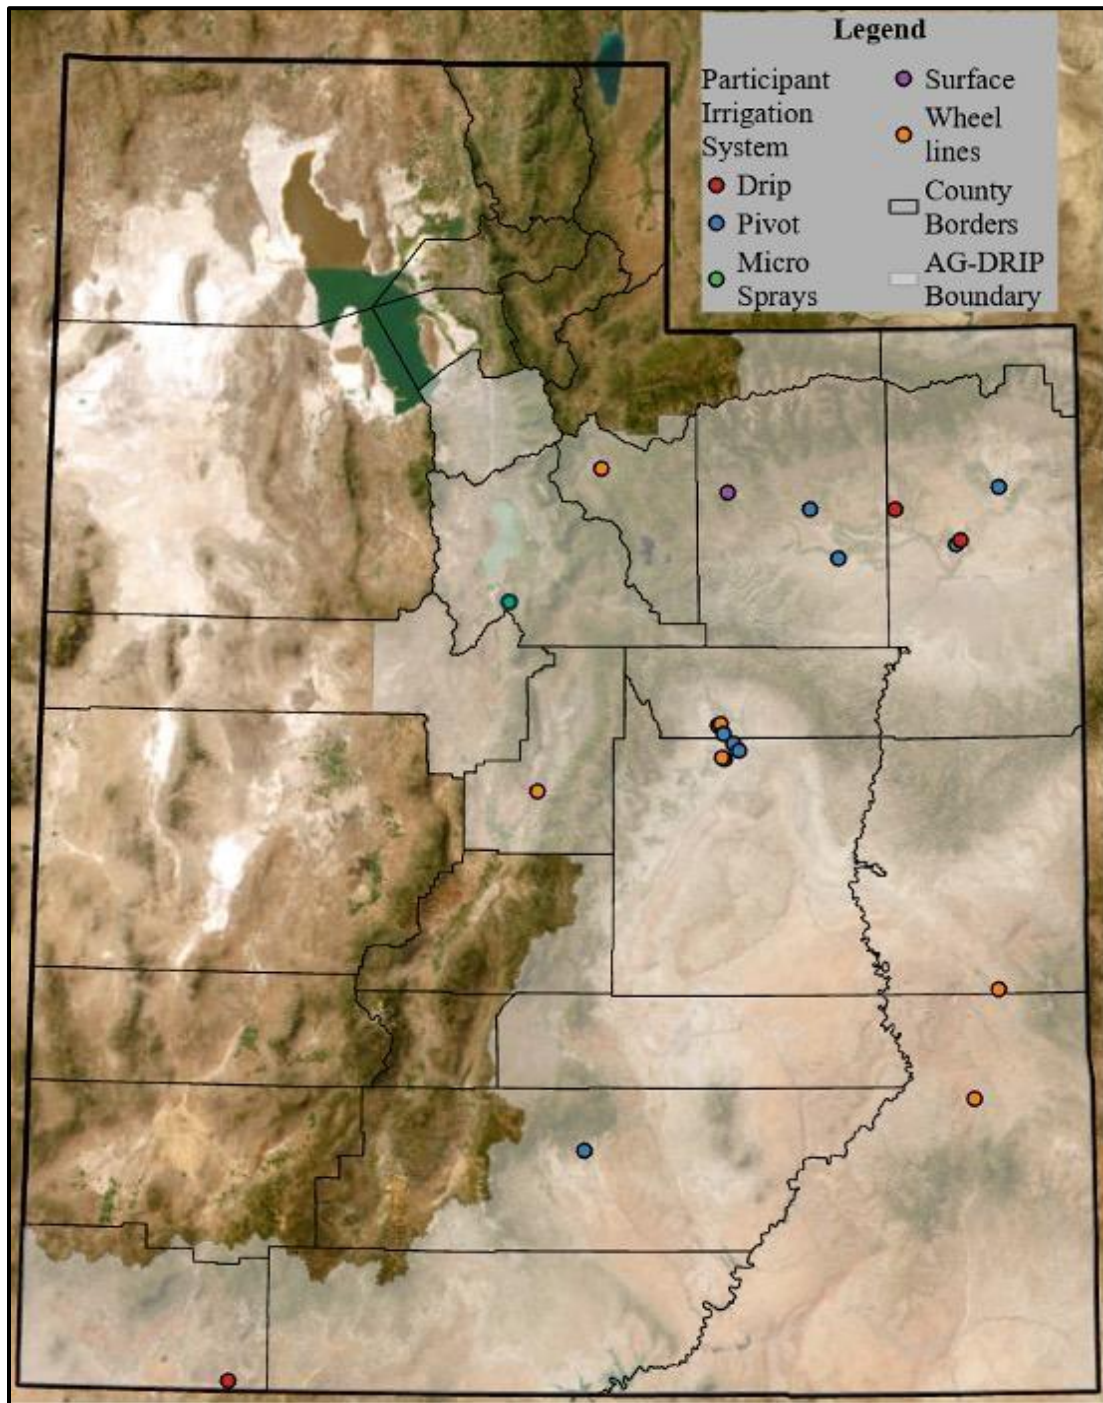 Legend
Participant
Irrigation
System
Drip
Pivot
Micro
Sprays
Surface
Wheel
lines
County
Borders
AG-DRIP
Boundary